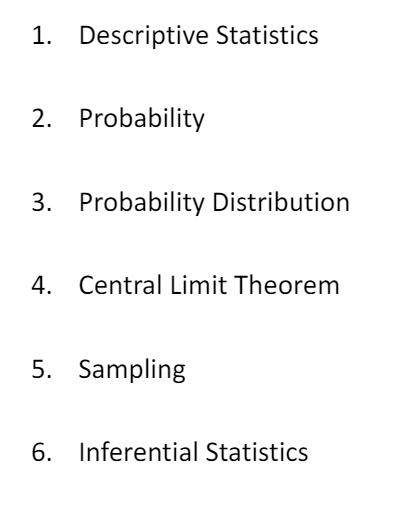 1. Descriptive Statistics
2. Probability
3. Probability Distribution
4. Central Limit Theorem
5. Sampling
6. Inferential Statistics